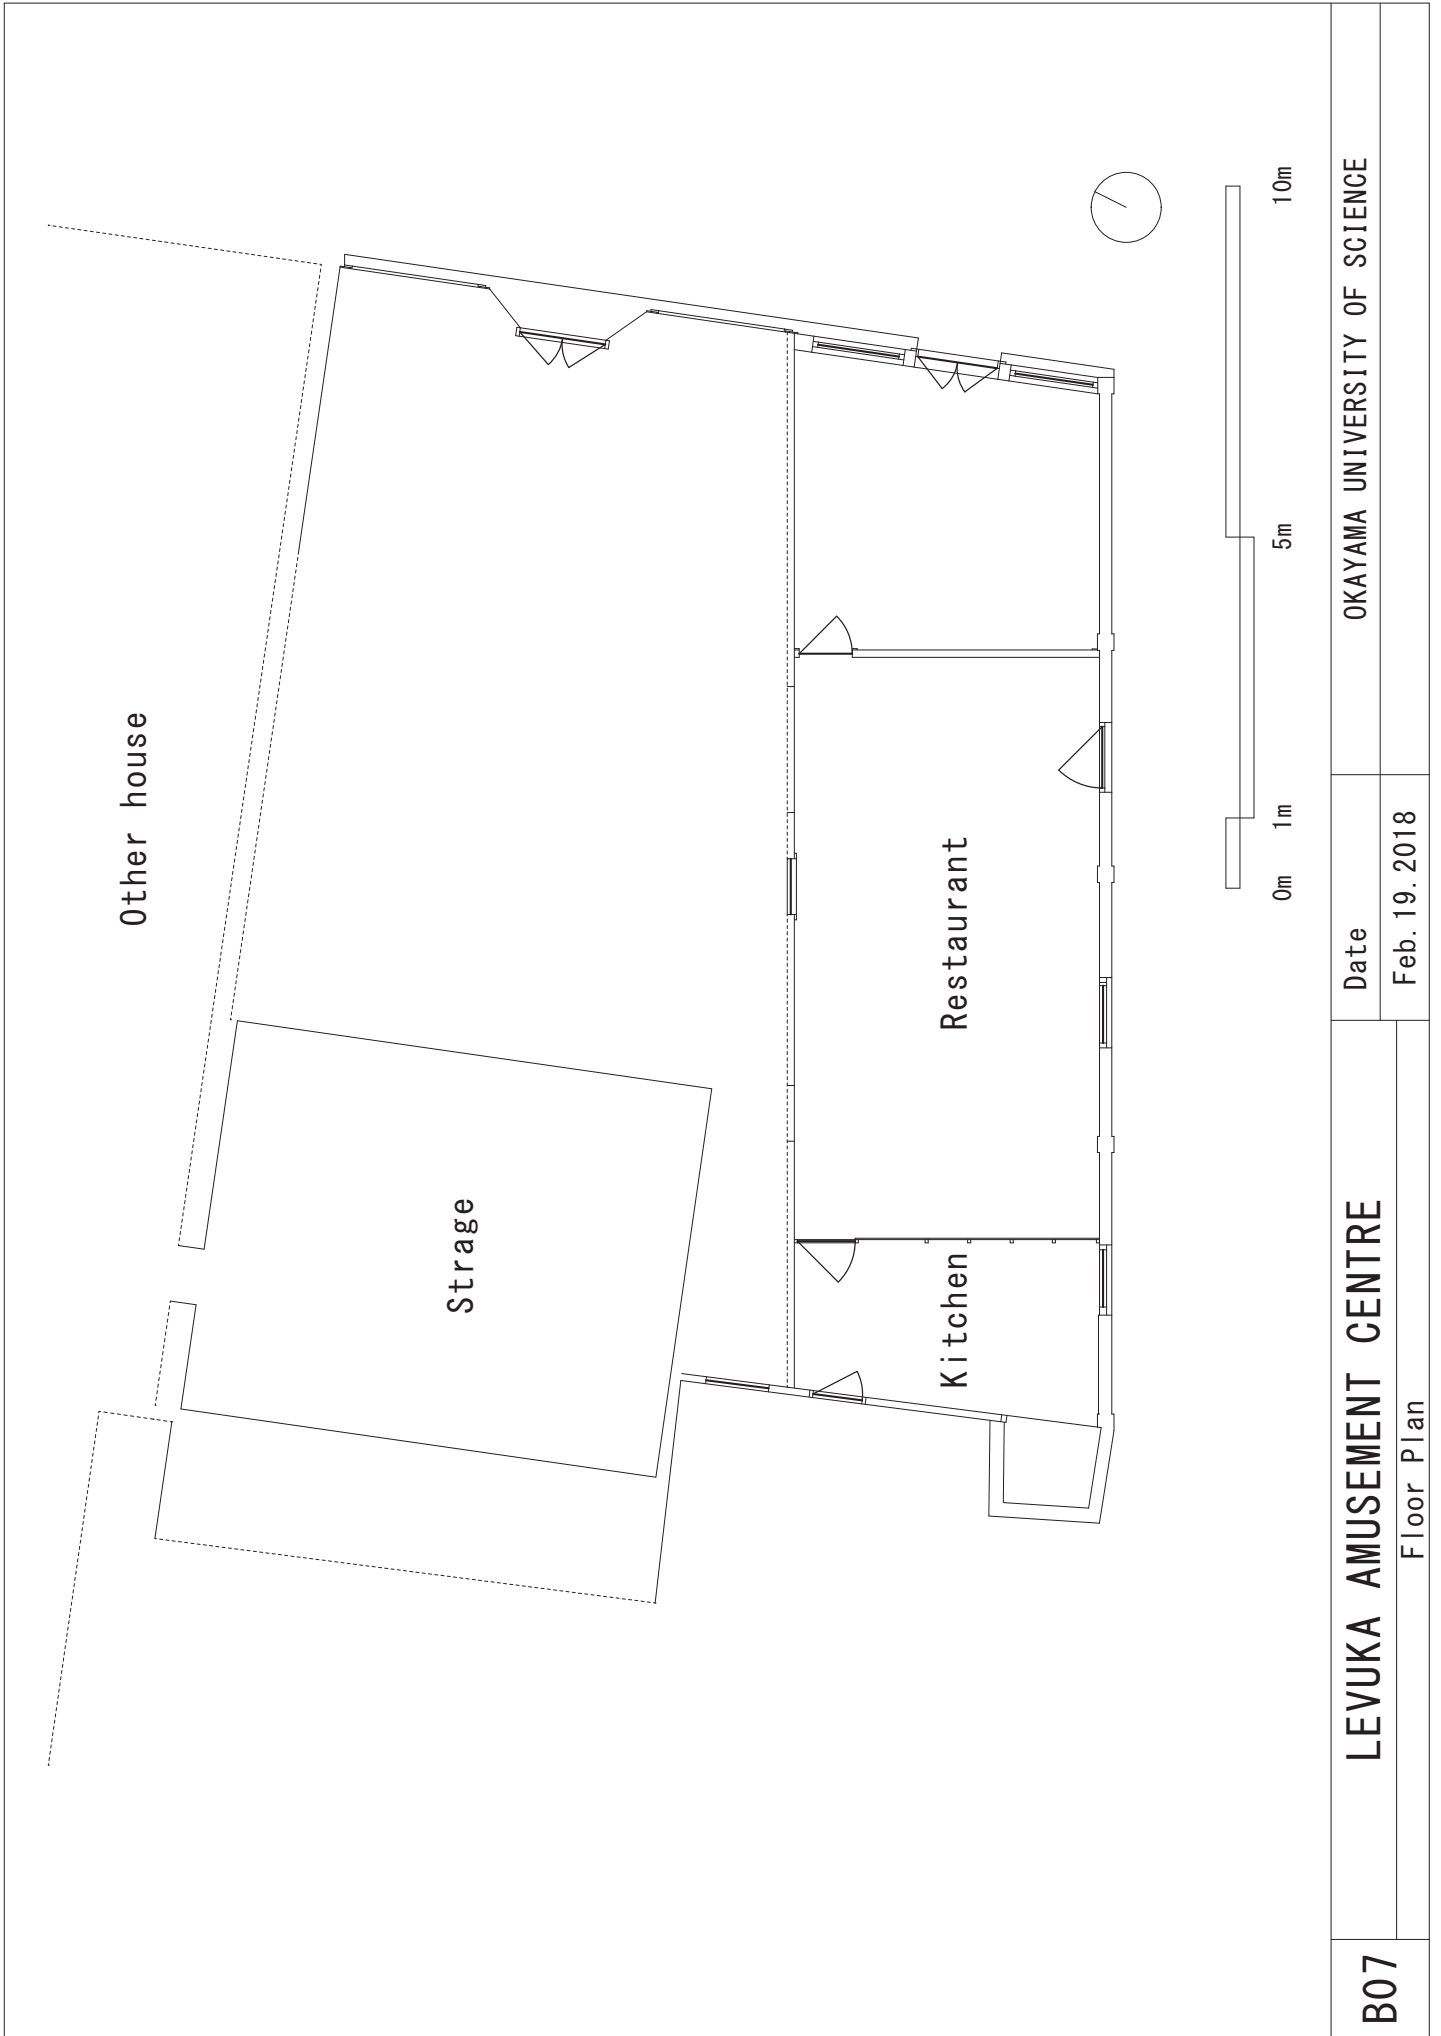 Other house
Strage
Restaurant
Kitchen
0m 1m 5m 10m
B07
LEVUKA AMUSEMENT CENTRE
Floor Plan
Date
Feb. 19. 2018
OKAYAMA UNIVERSITY OF SCIENCE